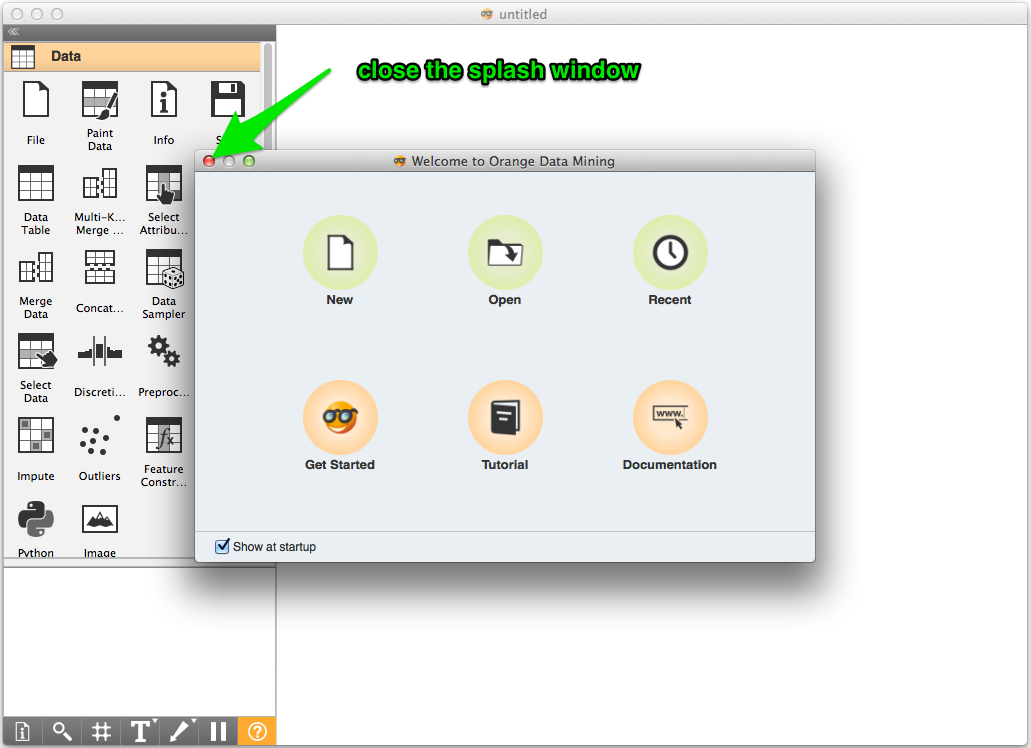 untitled
Data
close the splash window
File
Paint
Data
Info
S
Welcome to Orange Data Mining
Data
Table
Multi-K...
Merge ...
Select
Attribu...
Merge
Data
Concat...
Data
Sampler
Select
Data
Discreti...
Preproc...
Impute
Outliers
Feature
Constr...
Python
Image
New
Open
Recent
Get Started
Tutorial
www.
Documentation
Show at startup
T